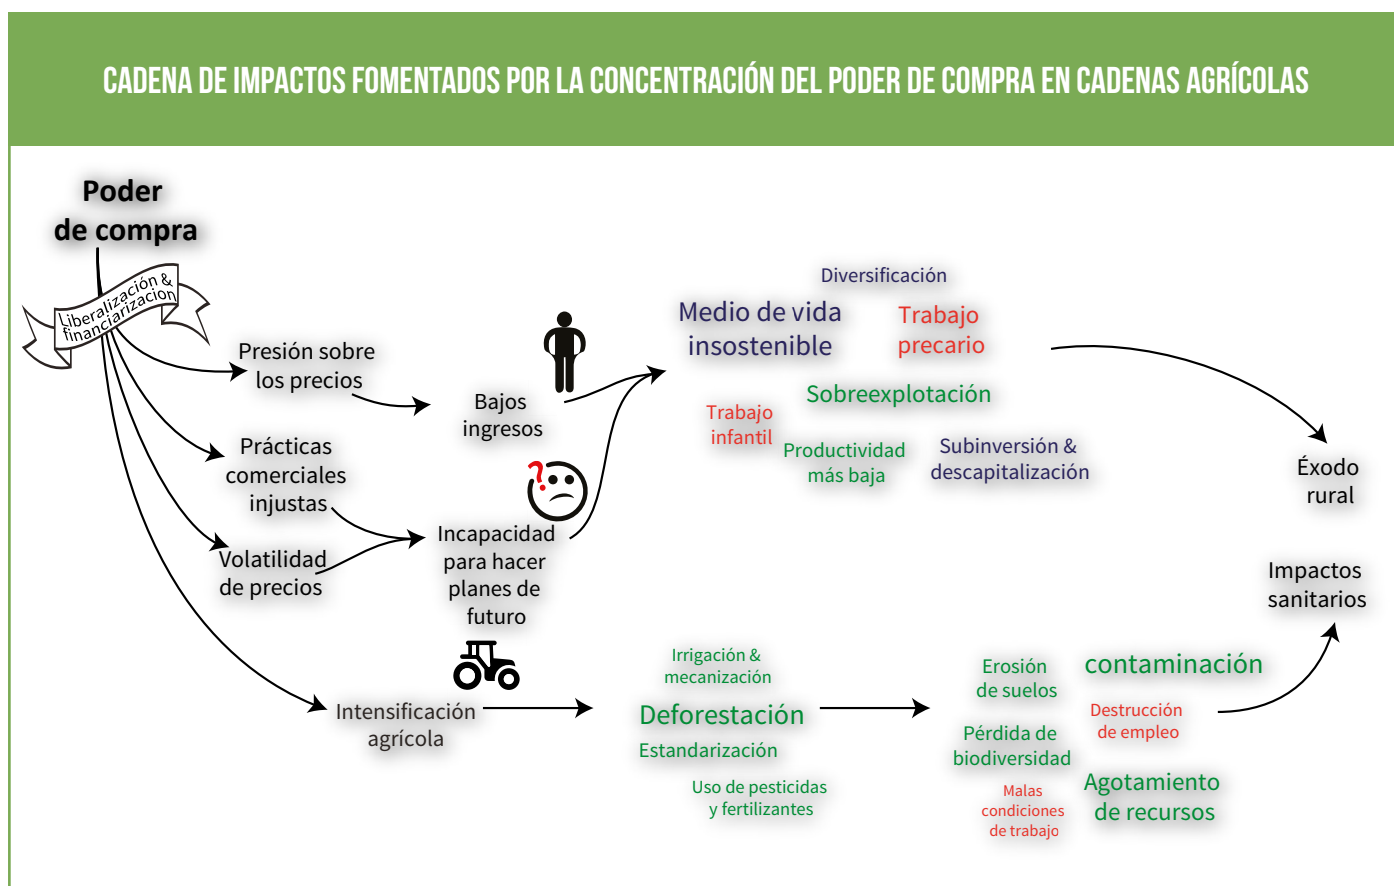 CADENA DE IMPACTOS FOMENTADOS POR LA CONCENTRACIÓN DEL PODER DE COMPRA EN CADENAS AGRÍCOLAS
Poder
de compra
Liberalización &
financiarizacion
Presión sobre
los precios
Bajos
ingresos
Prácticas
comerciales
injustas
Volatilidad
de precios
Incapacidad
para hacer
planes de
futuro
Intensificación
agrícola
Diversificación
Medio de vida
insostenible
Trabajo
precario
Sobreexplotación
Trabajo
infantil
Productividad
más baja
Subinversión &
descapitalización
Éxodo
rural
Irrigación &
mecanización
Deforestación
Estandarización
Uso de pesticidas
y fertilizantes
Erosión
de suelos
contaminación
Destrucción
de empleo
Pérdida de
biodiversidad
Agotamiento
de recursos
Malas
condiciones
de trabajo
Impactos
sanitarios
?